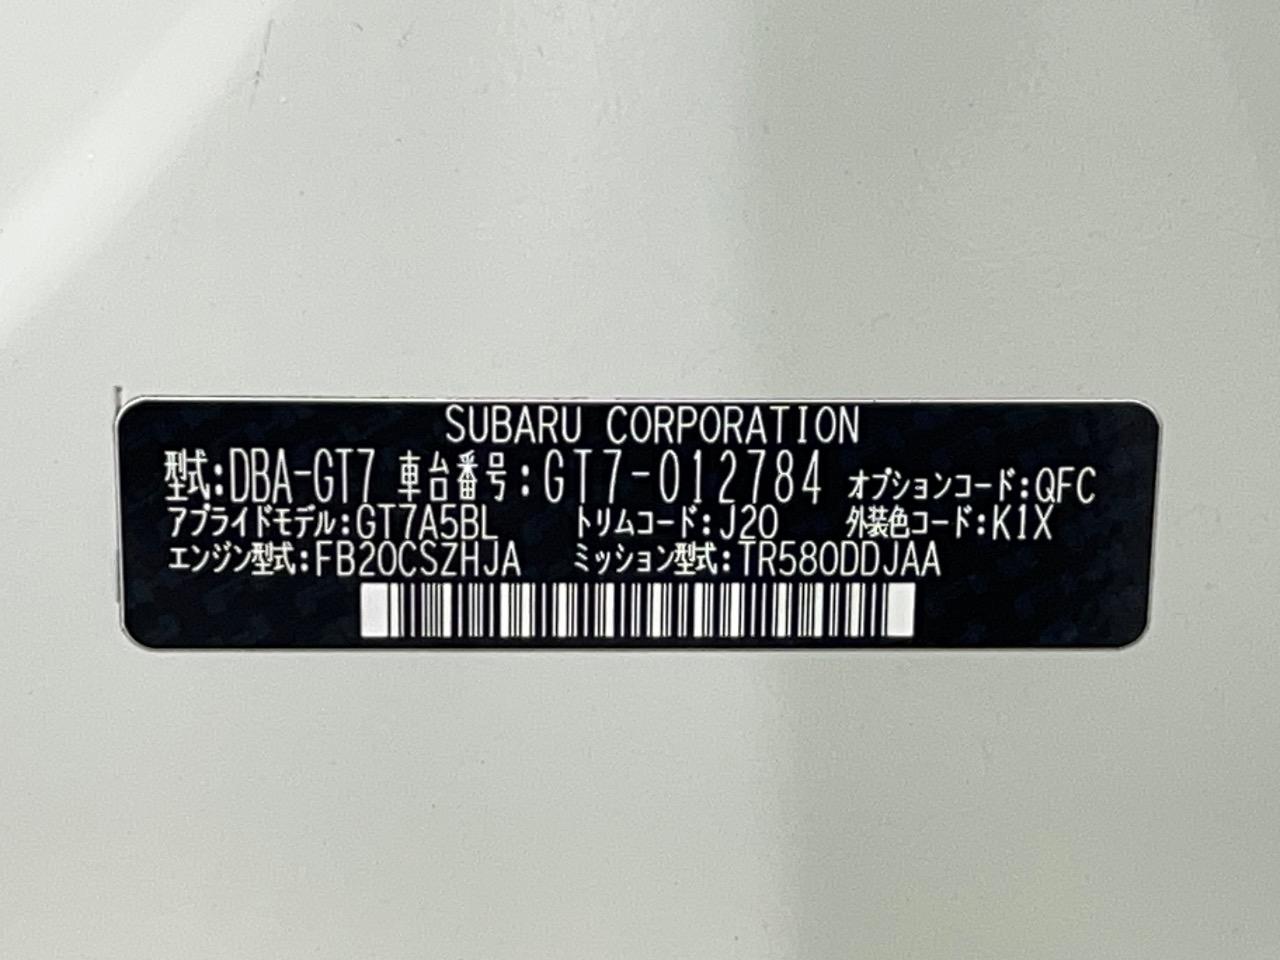 SUBARU CORPORATION
型式:DBA-GT7 車台番号:GT7-012784 オプションコード:QFC
アプライドモデル:GT7A5BL トリムコード:J20 外装色コード:K1X
エンジン型式:FB20CSZHJA ミッション型式:TR580DDJAA